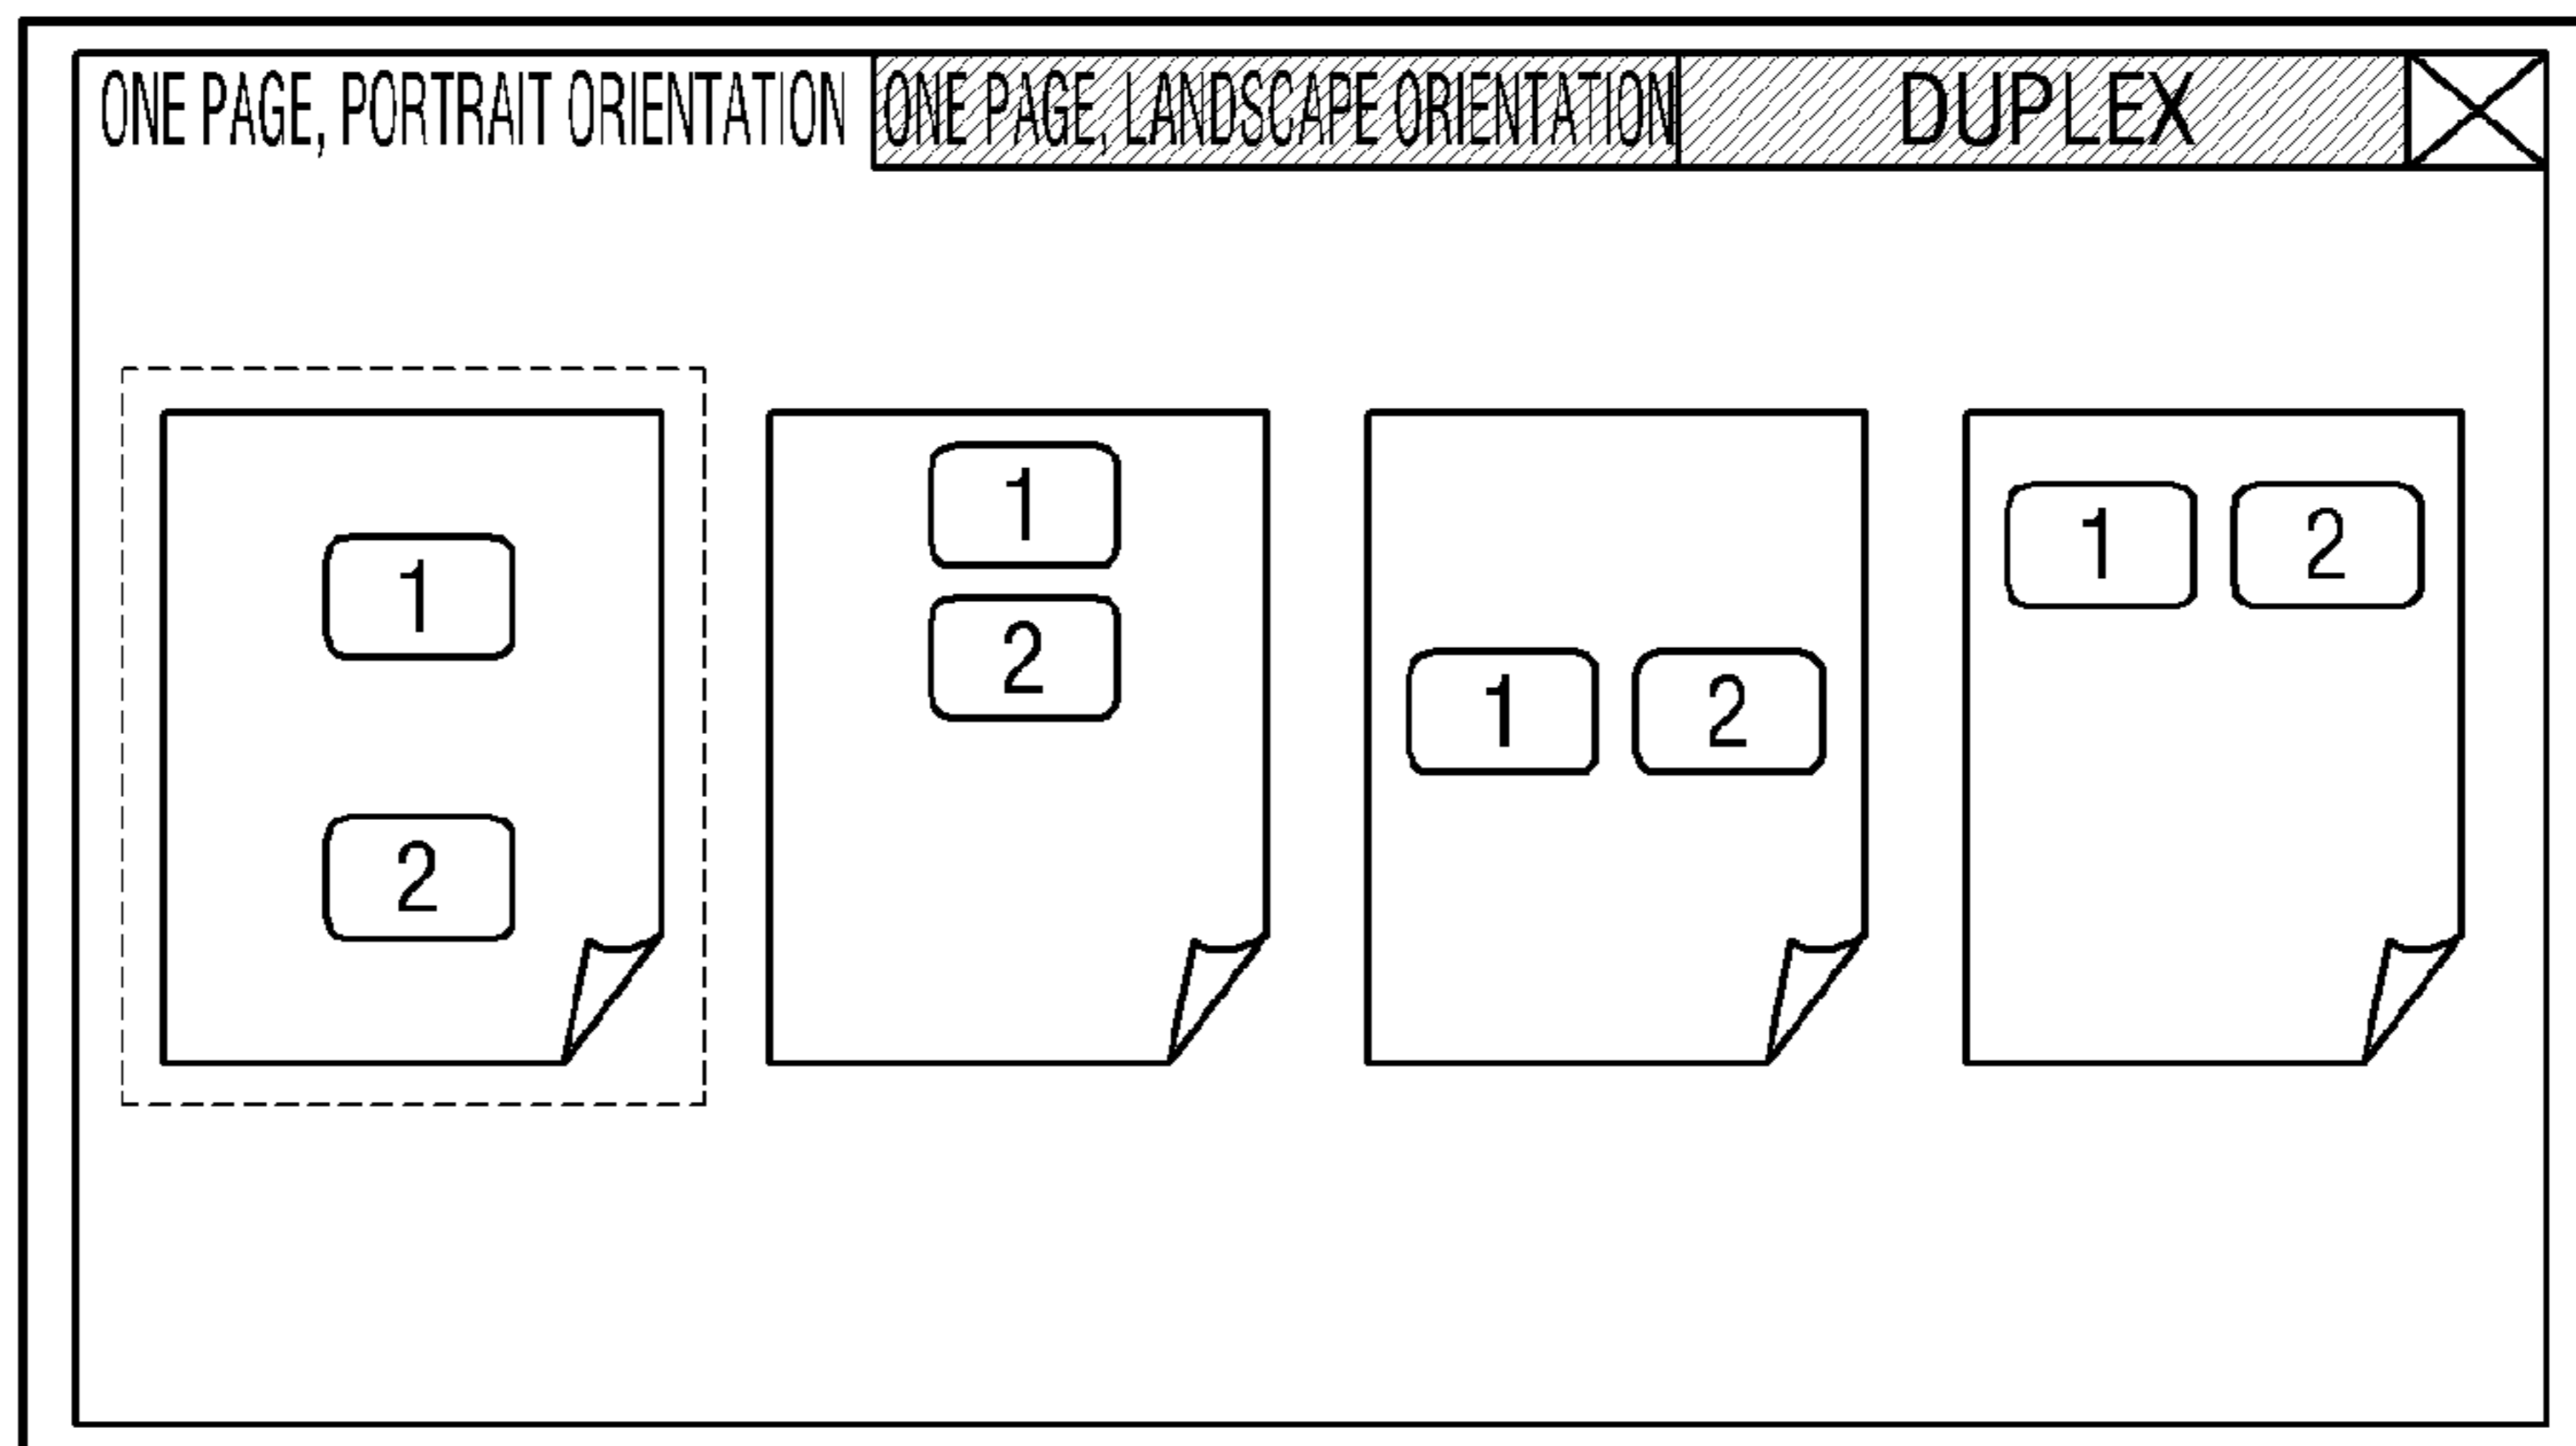 ONE PAGE, PORTRAIT ORIENTATION
ONE PAGE, LANDSCAPE ORIENTATION
DUPLEX
1
2
1
2
1 2
1 2